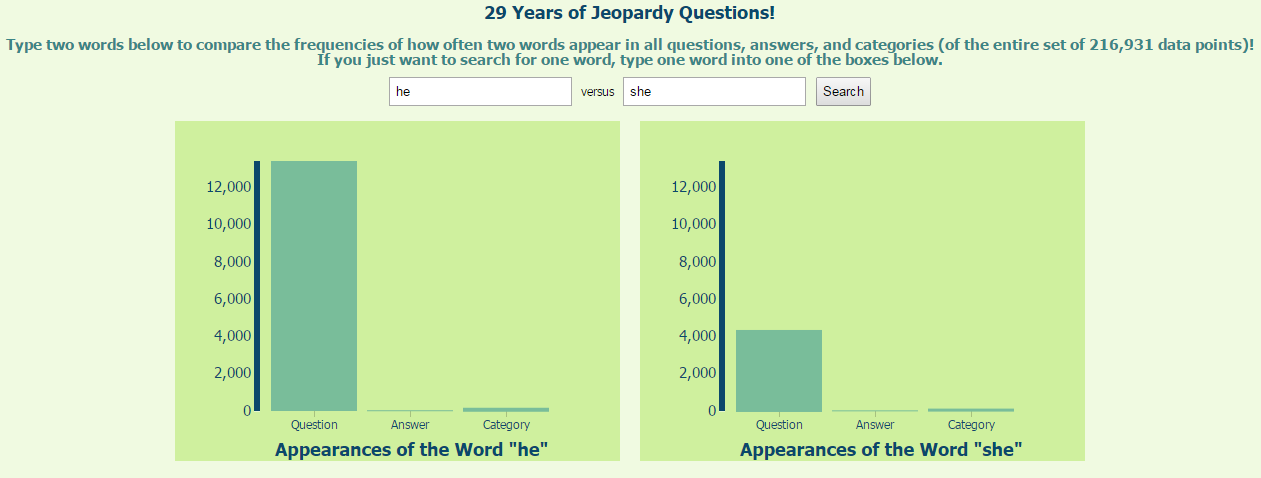 29 Years of Jeopardy Questions!
Type two words below to compare the frequencies of how often two words appear in all questions, answers, and categories (of the entire set of 216,931 data points)!
If you just want to search for one word, type one word into one of the boxes below.
he versus she Search
12,000
10,000
8,000
6,000
4,000
2,000
0
Question Answer Category
Appearances of the Word "he"
12,000
10,000
8,000
6,000
4,000
2,000
0
Question Answer Category
Appearances of the Word "she"